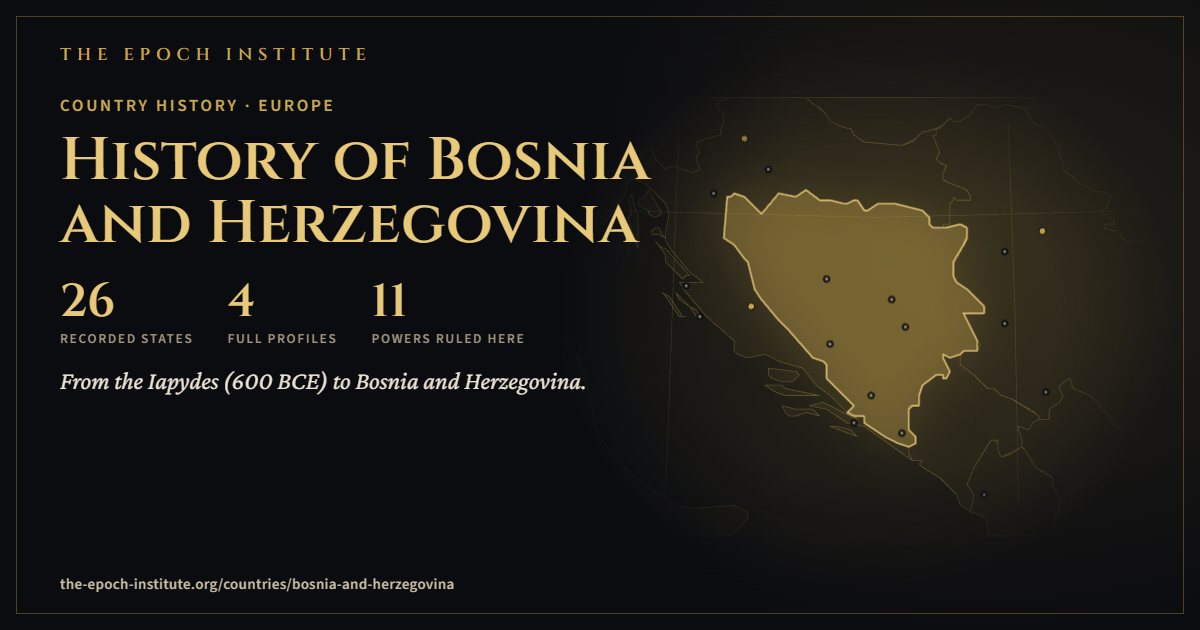 THE EPOCH INSTITUTE
COUNTRY HISTORY · EUROPE
HISTORY OF BOSNIA
AND HERZEGOVINA
26 4 11
RECORDED STATES FULL PROFILES POWERS RULED HERE
From the Iapydes (600 BCE) to Bosnia and Herzegovina.
the-epoch-institute.org/countries/bosnia-and-herzegovina